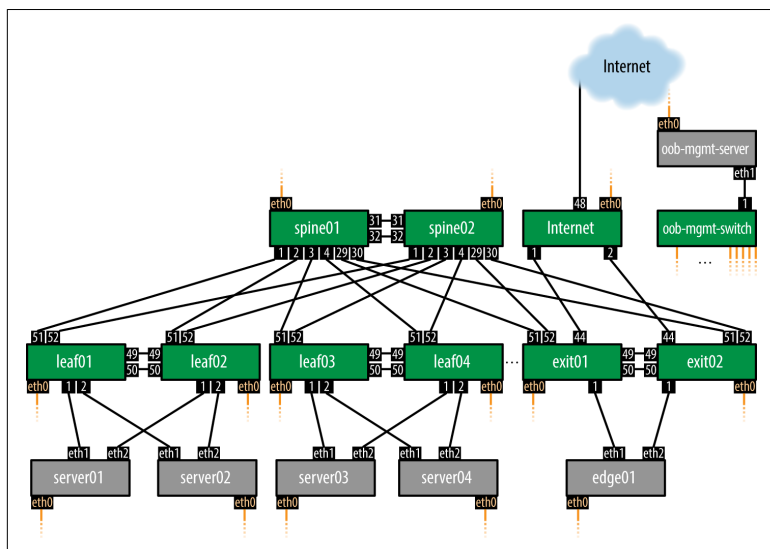 Internet
eth0
oob-mgmt-server
eth1
eth0 eth0 48 eth0 1
spine01 31 31 spine02 Internet oob-mgmt-switch
32 32
1 2 3 4 29 30 1 2 3 4 29 30 1 2 ...
51 52 51 52 51 52 51 52 51 52 44 44 51 52
leaf01 49 49 leaf02 leaf03 49 49 leaf04 exit01 49 49 exit02
50 50 50 50 ... 50 50
eth0 1 2 1 2 eth0 eth0 1 2 1 2 eth0 eth0 1 1 eth0
eth1 eth2 eth1 eth2 eth1 eth2 eth1 eth2 eth1 eth2
server01 server02 server03 server04 edge01
eth0 eth0 eth0 eth0 eth0